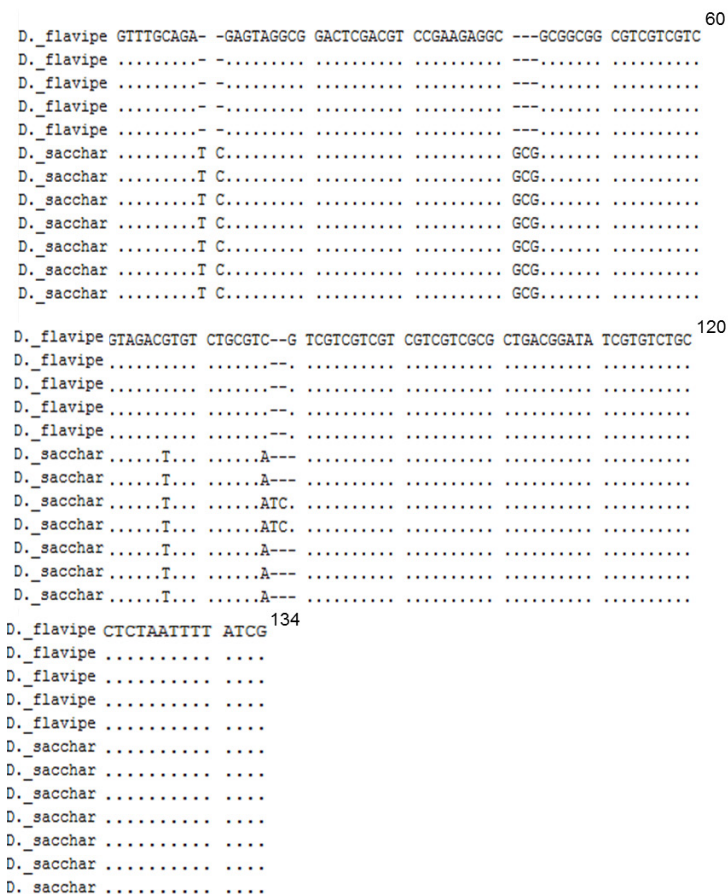 60
D._flavipe GTTTGCAGA- -GAGTAGGCG GACTCGACGT CCGAAGAGGC ---GCGGCGG CGTCGTCGTC
D._flavipe .........- -......... .......... .......... ---....... ..........
D._flavipe .........- -......... .......... .......... ---....... ..........
D._flavipe .........- -......... .......... .......... ---....... ..........
D._flavipe .........- -......... .......... .......... ---....... ..........
D._sacchar .........T C......... .......... .......... GCG....... ..........
D._sacchar .........T C......... .......... .......... GCG....... ..........
D._sacchar .........T C......... .......... .......... GCG....... ..........
D._sacchar .........T C......... .......... .......... GCG....... ..........
D._sacchar .........T C......... .......... .......... GCG....... ..........
D._sacchar .........T C......... .......... .......... GCG....... ..........
D._sacchar .........T C......... .......... .......... GCG....... ..........
120
D._flavipe GTAGACGTGT CTGCGTC--G TCGTCGTCGT CGTCGTCGCG CTGACGGATA TCGTGTCTGC
D._flavipe .......... .......--. .......... .......... .......... ..........
D._flavipe .......... .......--. .......... .......... .......... ..........
D._flavipe .......... .......--. .......... .......... .......... ..........
D._flavipe .......... .......--. .......... .......... .......... ..........
D._sacchar ......T... ......A--- .......... .......... .......... ..........
D._sacchar ......T... ......A--- .......... .......... .......... ..........
D._sacchar ......T... ......ATC. .......... .......... .......... ..........
D._sacchar ......T... ......ATC. .......... .......... .......... ..........
D._sacchar ......T... ......A--- .......... .......... .......... ..........
D._sacchar ......T... ......A--- .......... .......... .......... ..........
D._sacchar ......T... ......A--- .......... .......... .......... ..........
134
D._flavipe CTCTAATTTT ATCG
D._flavipe .......... ....
D._flavipe .......... ....
D._flavipe .......... ....
D._flavipe .......... ....
D._sacchar .......... ....
D._sacchar .......... ....
D._sacchar .......... ....
D._sacchar .......... ....
D._sacchar .......... ....
D._sacchar .......... ....
D. sacchar .......... ....